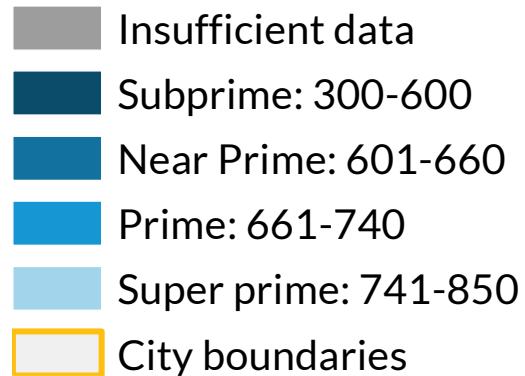 Insufficient data
Subprime: 300-600
Near Prime: 601-660
Prime: 661-740
Super prime: 741-850
City boundaries